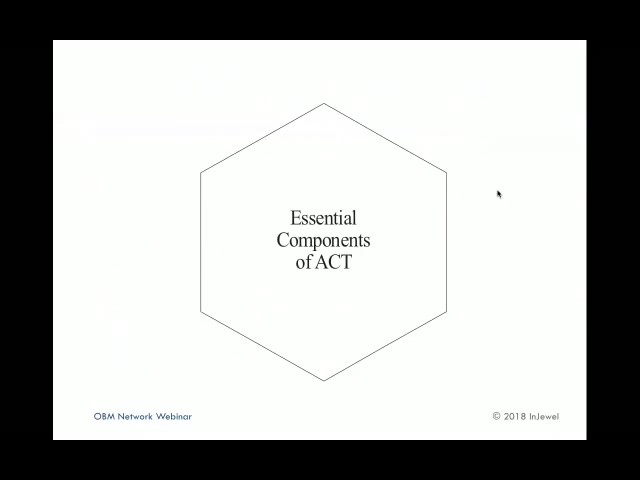 Essential
Components
of ACT
OBM Network Webinar
© 2018 InJewel